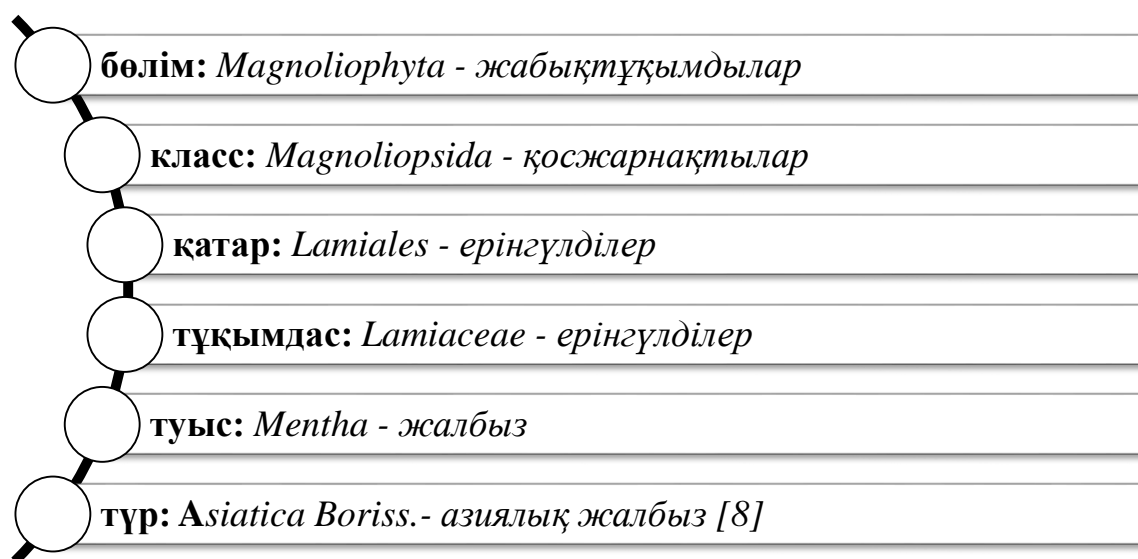 бөлім: Magnoliophyta - жабықтұқымдылар
класс: Magnoliopsida - қосжарнақтылар
қатар: Lamiales - ерінгүлділер
тұқымдас: Lamiaceae - ерінгүлділер
туыс: Mentha - жалбыз
түр: Asiatica Boriss.- азиялық жалбыз [8]